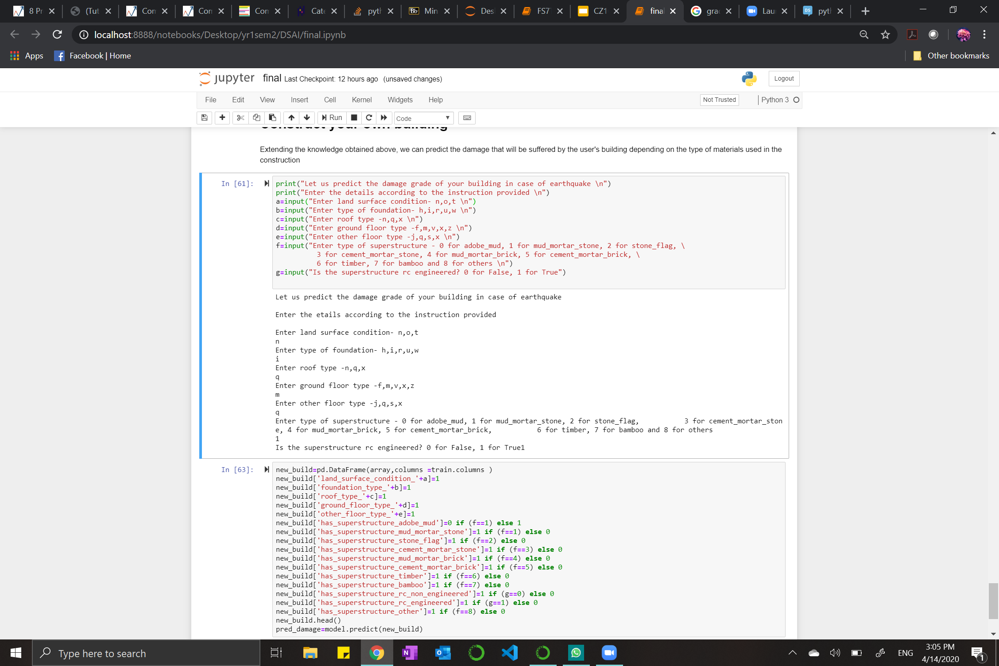 8 Pr
(Tut
Con
Con
Con
Cate
pyth
Bb Min
Des
FS7
CZ1
final
G grac
Laun
DS pyth
localhost:8888/notebooks/Desktop/yr1sem2/DSAI/final.ipynb
Apps
Facebook | Home
Other bookmarks
jupyter final Last Checkpoint: 12 hours ago (unsaved changes)
Logout
File Edit View Insert Cell Kernel Widgets Help
Not Trusted
Python 3
Run
Code
Construct your own building
Extending the knowledge obtained above, we can predict the damage that will be suffered by the user's building depending on the type of materials used in the
construction
In [61]:
print("Let us predict the damage grade of your building in case of earthquake \n")
print("Enter the details according to the instruction provided \n")
a=input("Enter land surface condition- n,o,t \n")
b=input("Enter type of foundation- h,i,r,u,w \n")
c=input("Enter roof type -n,q,x \n")
d=input("Enter ground floor type -f,m,v,x,z \n")
e=input("Enter other floor type -j,q,s,x \n")
f=input("Enter type of superstructure - 0 for adobe_mud, 1 for mud_mortar_stone, 2 for stone_flag, \
3 for cement_mortar_stone, 4 for mud_mortar_brick, 5 for cement_mortar_brick, \
6 for timber, 7 for bamboo and 8 for others \n")
g=input("Is the superstructure rc engineered? 0 for False, 1 for True")
Let us predict the damage grade of your building in case of earthquake
Enter the etails according to the instruction provided
Enter land surface condition- n,o,t
n
Enter type of foundation- h,i,r,u,w
i
Enter roof type -n,q,x
q
Enter ground floor type -f,m,v,x,z
m
Enter other floor type -j,q,s,x
q
Enter type of superstructure - 0 for adobe_mud, 1 for mud_mortar_stone, 2 for stone_flag, 3 for cement_mortar_ston
e, 4 for mud_mortar_brick, 5 for cement_mortar_brick, 6 for timber, 7 for bamboo and 8 for others
1
Is the superstructure rc engineered? 0 for False, 1 for True1
In [63]:
new_build=pd.DataFrame(array,columns =train.columns )
new_build['land_surface_condition_'+a]=1
new_build['foundation_type_'+b]=1
new_build['roof_type_'+c]=1
new_build['ground_floor_type_'+d]=1
new_build['other_floor_type_'+e]=1
new_build['has_superstructure_adobe_mud']=0 if (f==1) else 1
new_build['has_superstructure_mud_mortar_stone']=1 if (f==1) else 0
new_build['has_superstructure_stone_flag']=1 if (f==2) else 0
new_build['has_superstructure_cement_mortar_stone']=1 if (f==3) else 0
new_build['has_superstructure_mud_mortar_brick']=1 if (f==4) else 0
new_build['has_superstructure_cement_mortar_brick']=1 if (f==5) else 0
new_build['has_superstructure_timber']=1 if (f==6) else 0
new_build['has_superstructure_bamboo']=1 if (f==7) else 0
new_build['has_superstructure_rc_non_engineered']=1 if (g==0) else 0
new_build['has_superstructure_rc_engineered']=1 if (g==1) else 0
new_build['has_superstructure_other']=1 if (f==8) else 0
new_build.head()
pred_damage=model.predict(new_build)
Type here to search
ENG
3:05 PM
4/14/2020
1